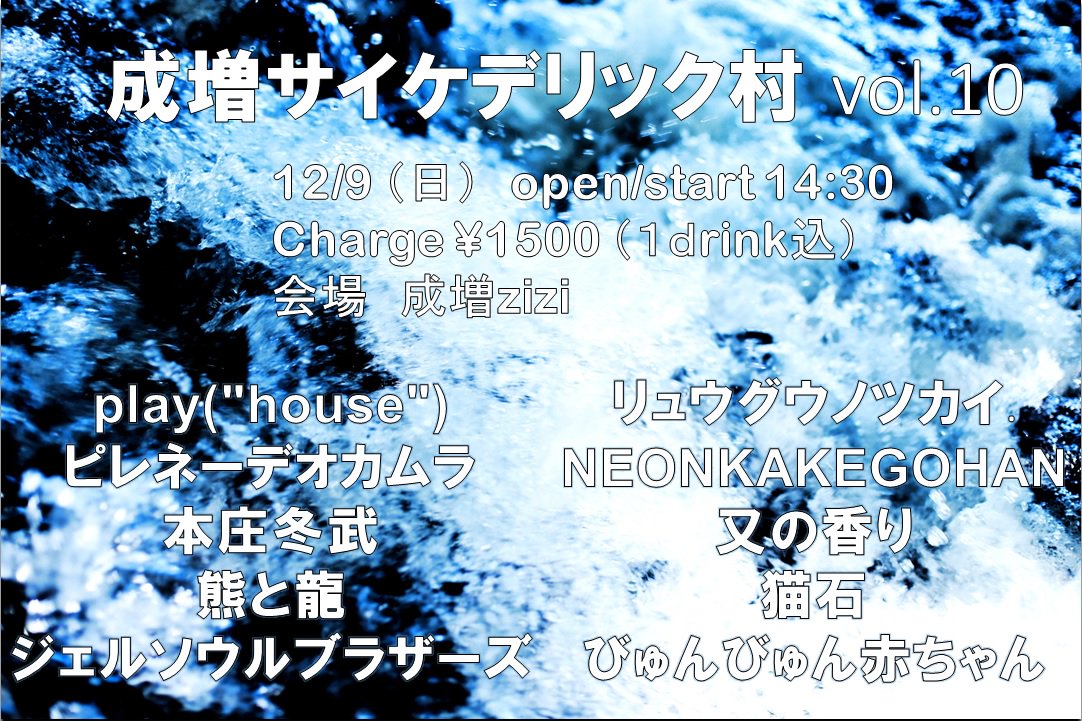 成増サイケデリック村 vol.10
12/9（日） open/start 14:30
Charge ¥1500（1drink込）
会場　成増zizi
play("house")
ピレネーデオカムラ
本庄冬武
熊と龍
ジェルソウルブラザーズ
リュウグウノツカイ.
NEONKAKEGOHAN
又の香り
猫石
びゅんびゅん赤ちゃん